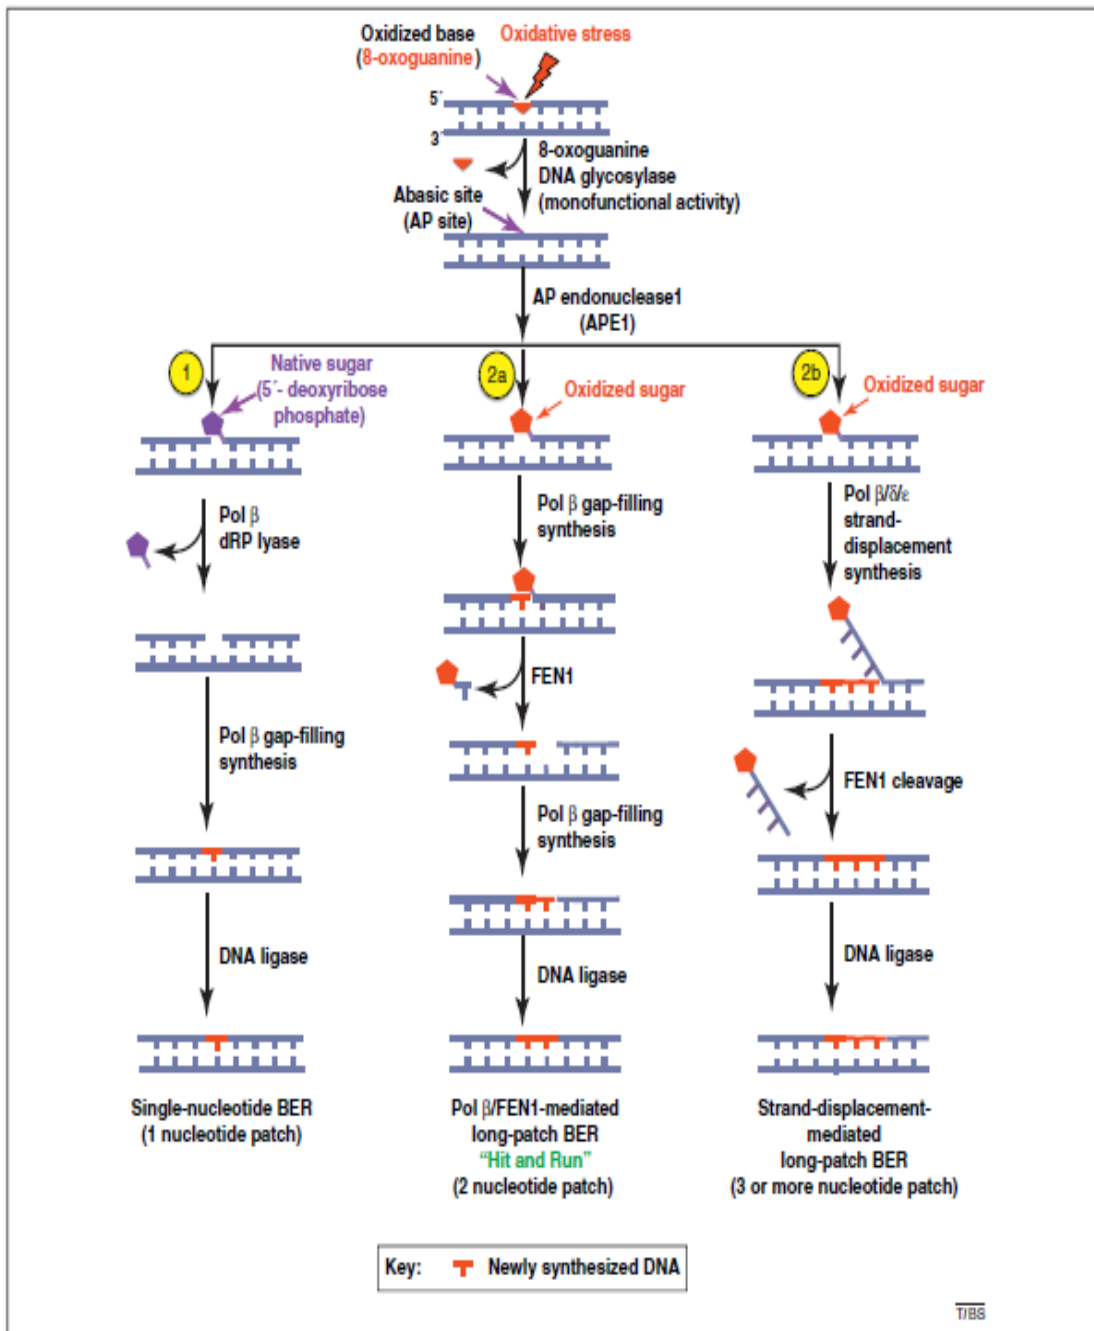 Oxidized base
(8-oxoguanine)
Oxidative stress
5´
3´
8-oxoguanine
DNA glycosylase
(monofunctional activity)
Abasic site
(AP site)
AP endonuclease1
(APE1)
1
Native sugar
(5´- deoxyribose
phosphate)
2a
Oxidized sugar
2b
Oxidized sugar
Pol β
dRP lyase
Pol β gap-filling
synthesis
DNA ligase
Single-nucleotide BER
(1 nucleotide patch)
Pol β gap-filling
synthesis
FEN1
Pol β gap-filling
synthesis
DNA ligase
Pol β/FEN1-mediated
long-patch BER
“Hit and Run”
(2 nucleotide patch)
Pol β/δ/ε
strand-
displacement
synthesis
FEN1 cleavage
DNA ligase
Strand-displacement-
mediated
long-patch BER
(3 or more nucleotide patch)
Key: Newly synthesized DNA
TiBS